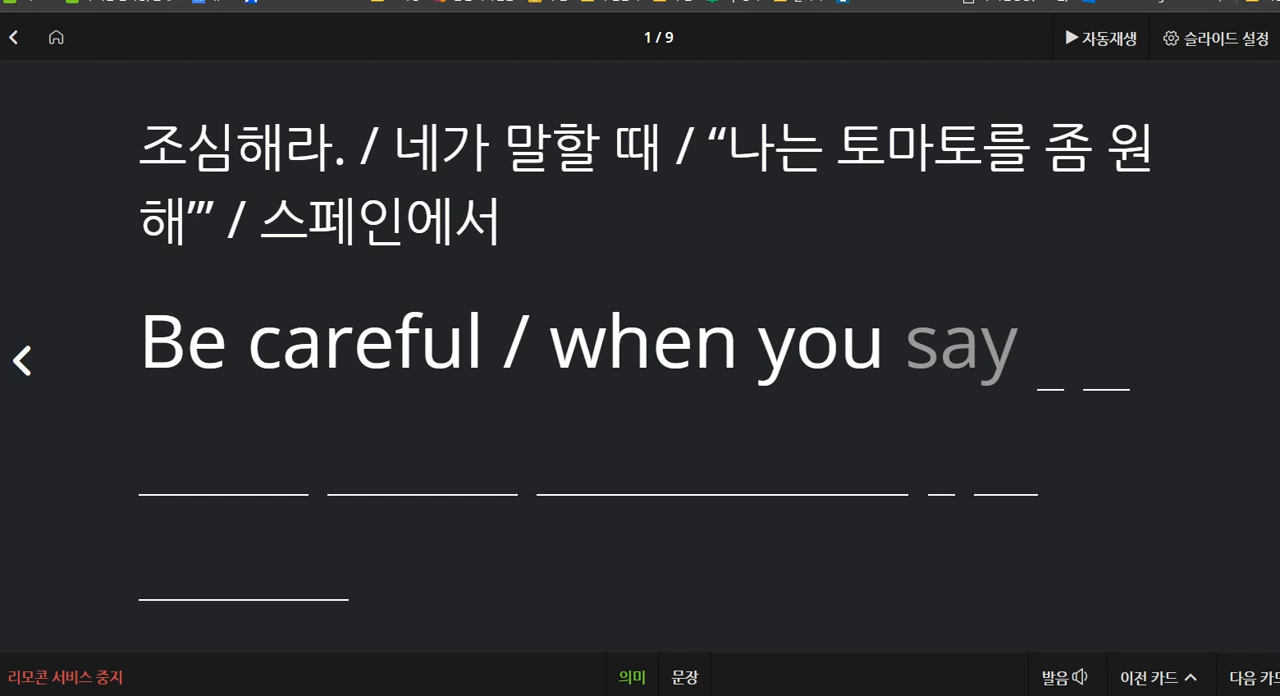 1 / 9
자동재생
슬라이드 설정
조심해라. / 네가 말할 때 / “나는 토마토를 좀 원
해”’ / 스페인에서
Be careful / when you say
리모콘 서비스 중지
의미
문장
발음
이전 카드
다음